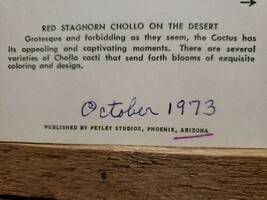 RED STAGHORN CHOLLO ON THE DESERT
Grotesque and forbidding as they seem, the Cactus has
its appealing and captivating moments. There are several
varieties of Cholla cacti that send forth blooms of exquisite
coloring and design.
October 1973
PUBLISHED BY PETLEY STUDIOS, PHOENIX, ARIZONA